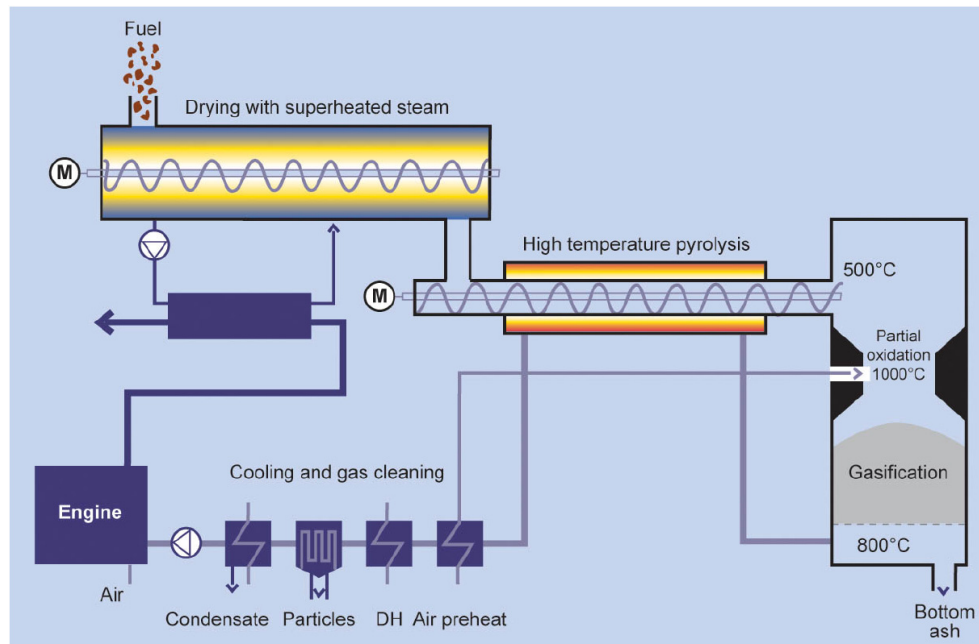 Fuel
Drying with superheated steam
M
High temperature pyrolysis
M
500°C
Partial
oxidation
1000°C
Cooling and gas cleaning
Gasification
Engine
800°C
Air
Condensate
Particles
DH
Air preheat
Bottom
ash